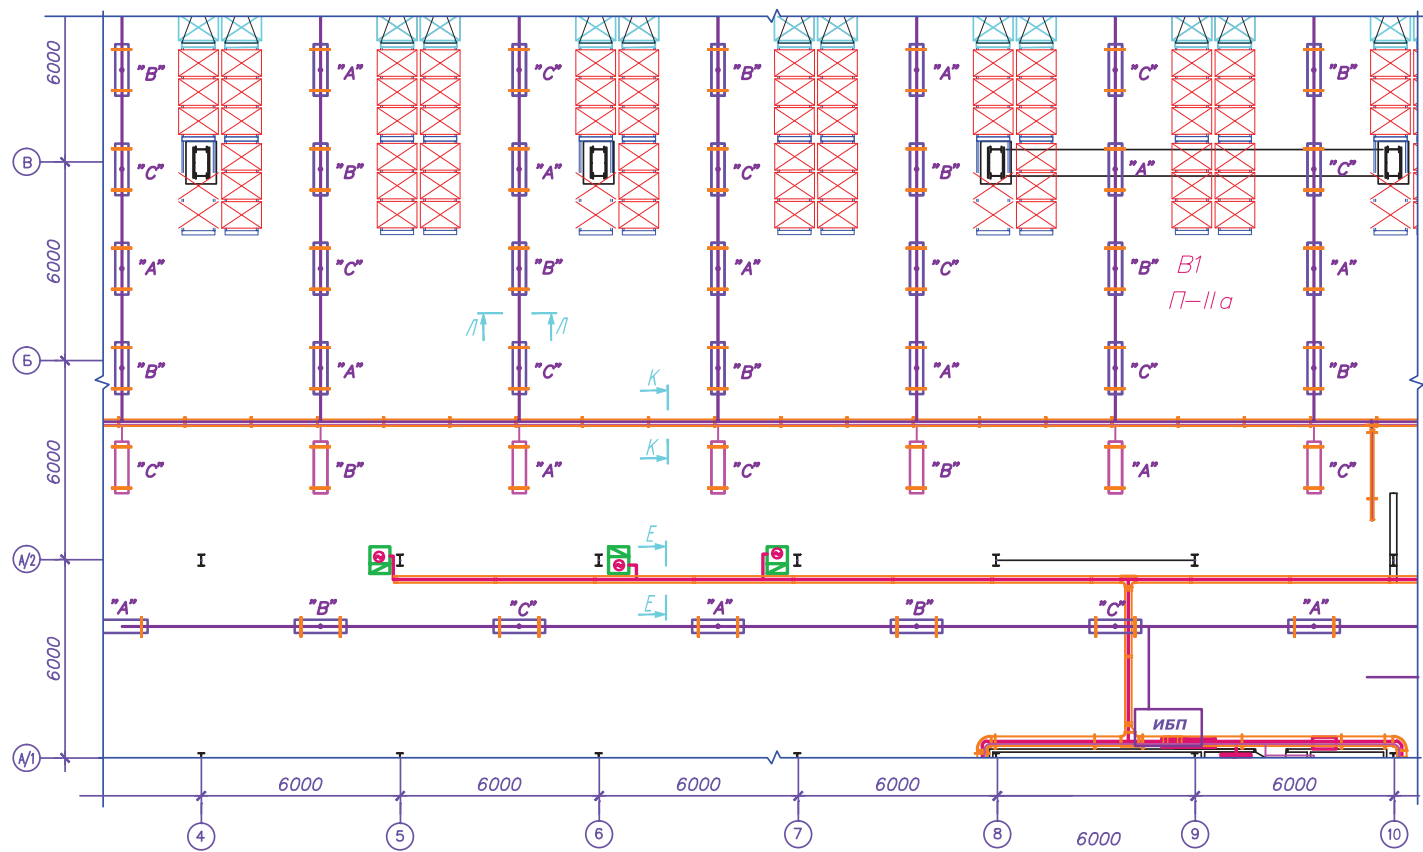 6000
"B" "A" "C" "B" "A" "C" "B"
В
"C" "B" "A" "C" "B" "A" "C"
6000
"A" "C" "B" "A" "C" "B" "A"
В1
П-IIа
Л Л
Б
"B" "A" "C" "B" "A" "C" "B"
К
6000
К
"C" "B" "A" "C" "B" "A" "C"
Е
А/2
"A" "B" "C" "A" "B" "C" "A"
Е
6000
ИБП
А/1
6000 6000 6000 6000 6000
4 5 6 7 8 9 10
6000